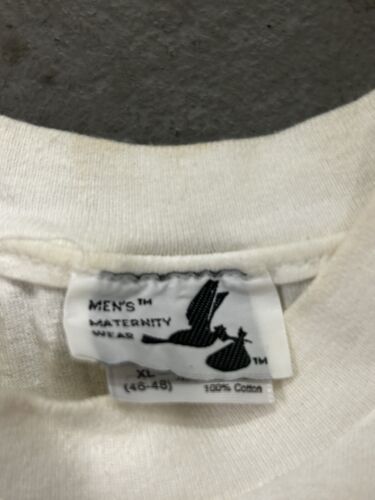 MEN'S™
MATERNITY
WEAR
TM
XL
(46-48)
100% Cotton